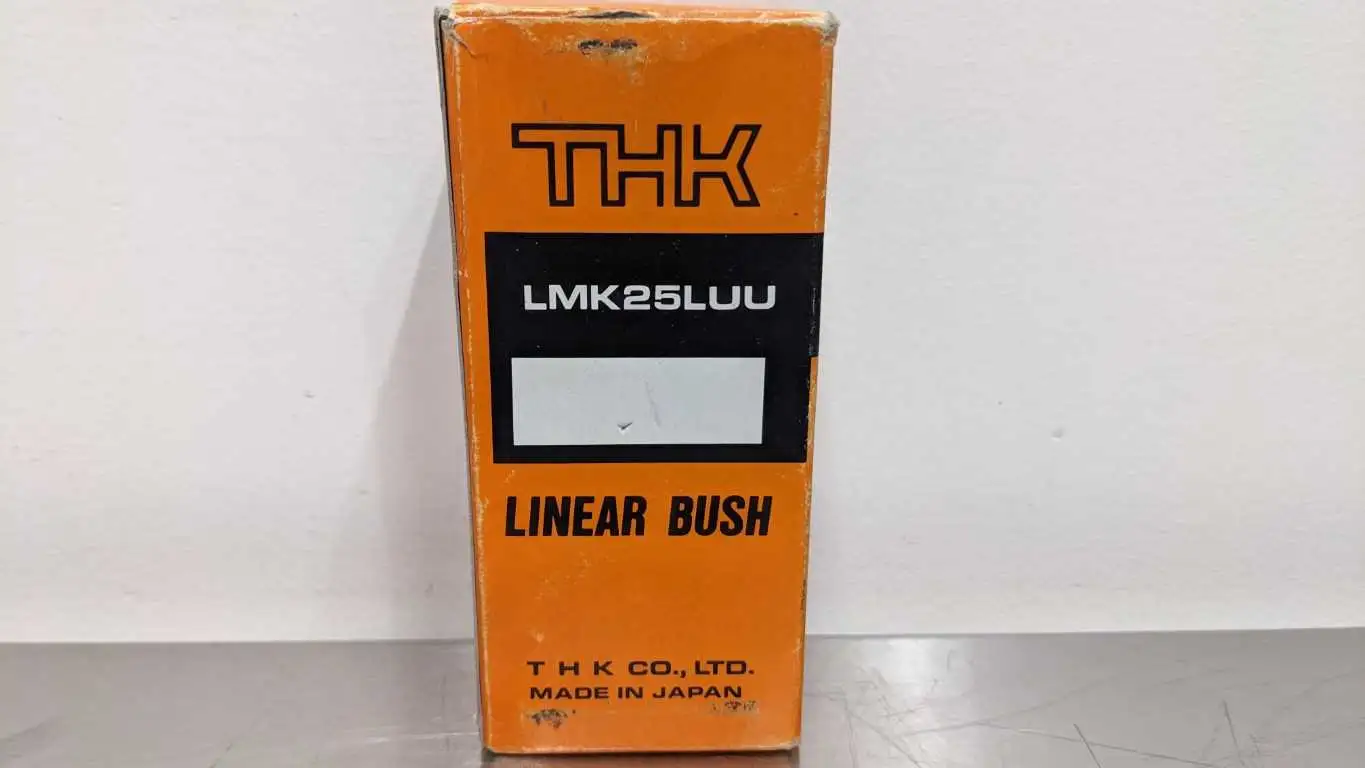 THK
LMK25LUU
LINEAR BUSH
T H K CO., LTD.
MADE IN JAPAN